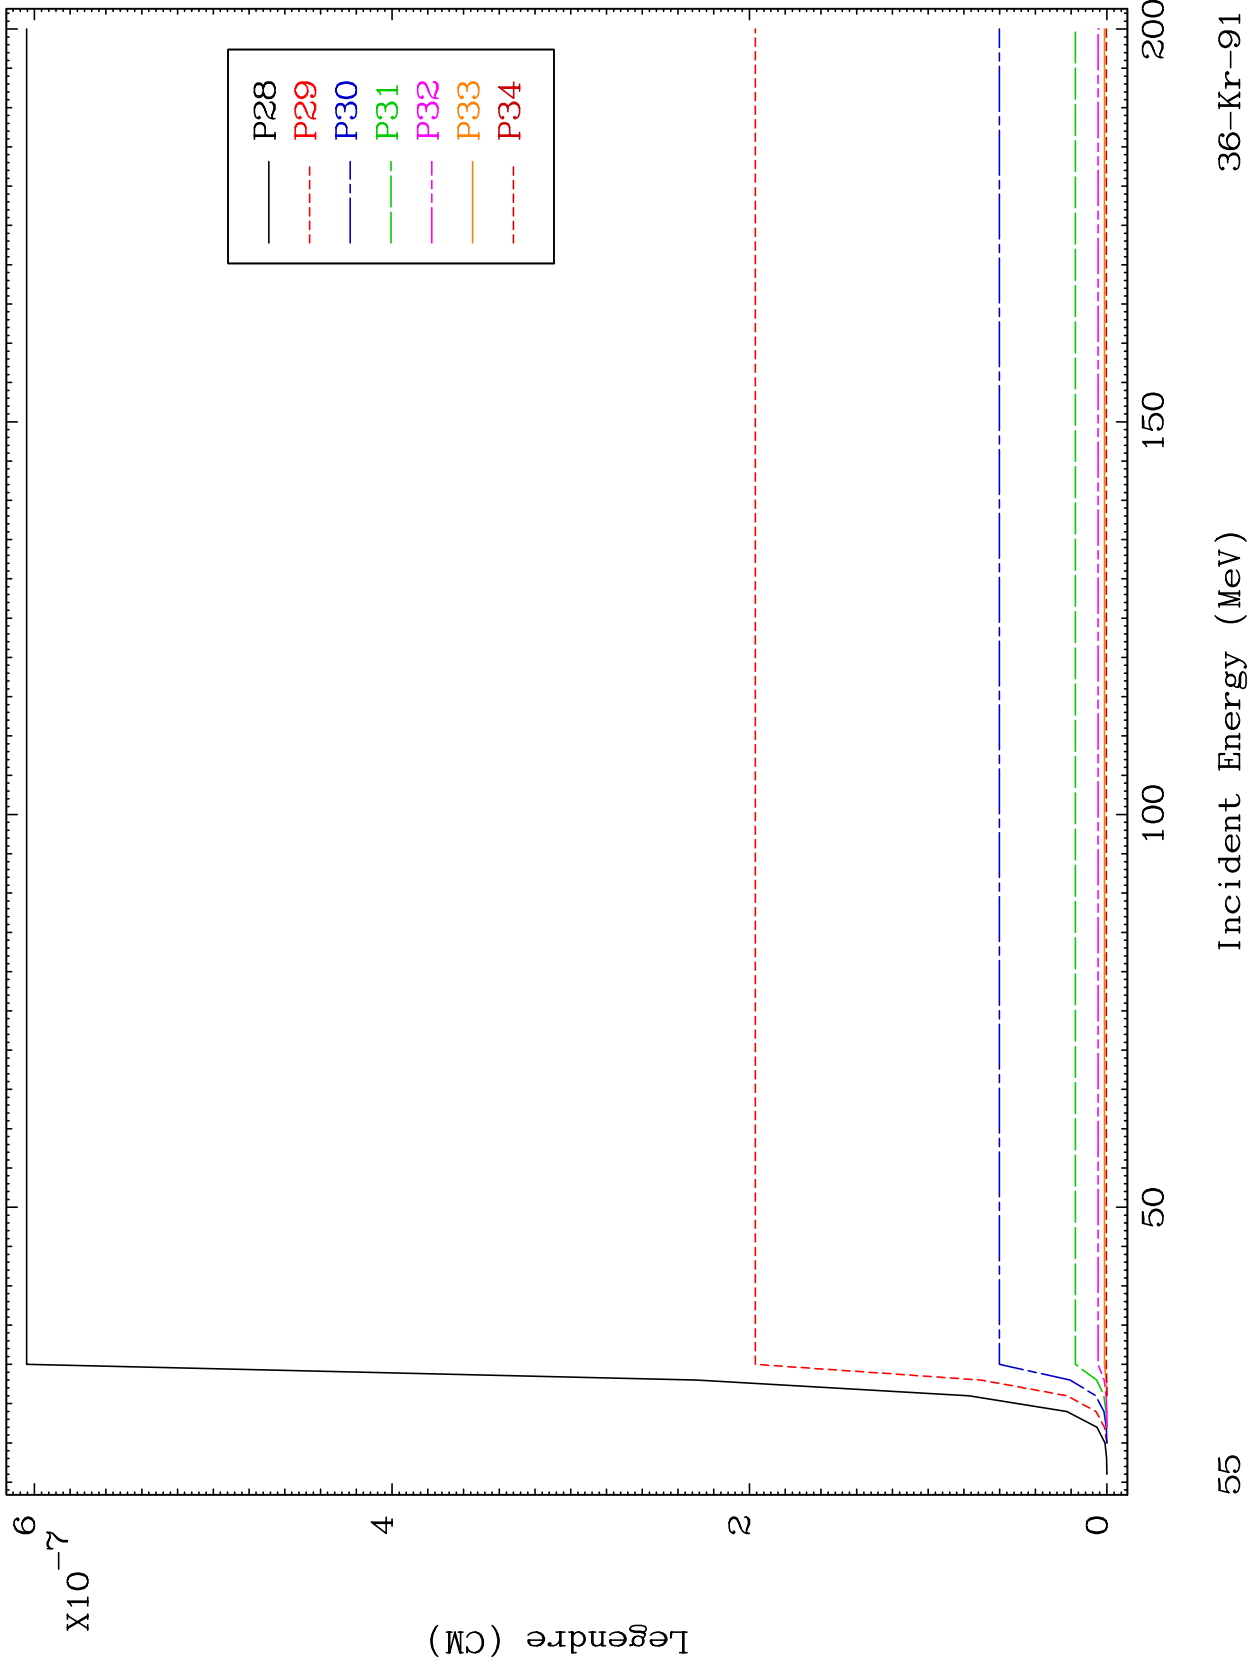 6
4
2
0
X10⁻⁷
Legendre (CM)
P28
P29
P30
P31
P32
P33
P34
50
100
150
200
Incident Energy (MeV)
55
36-Kr-91